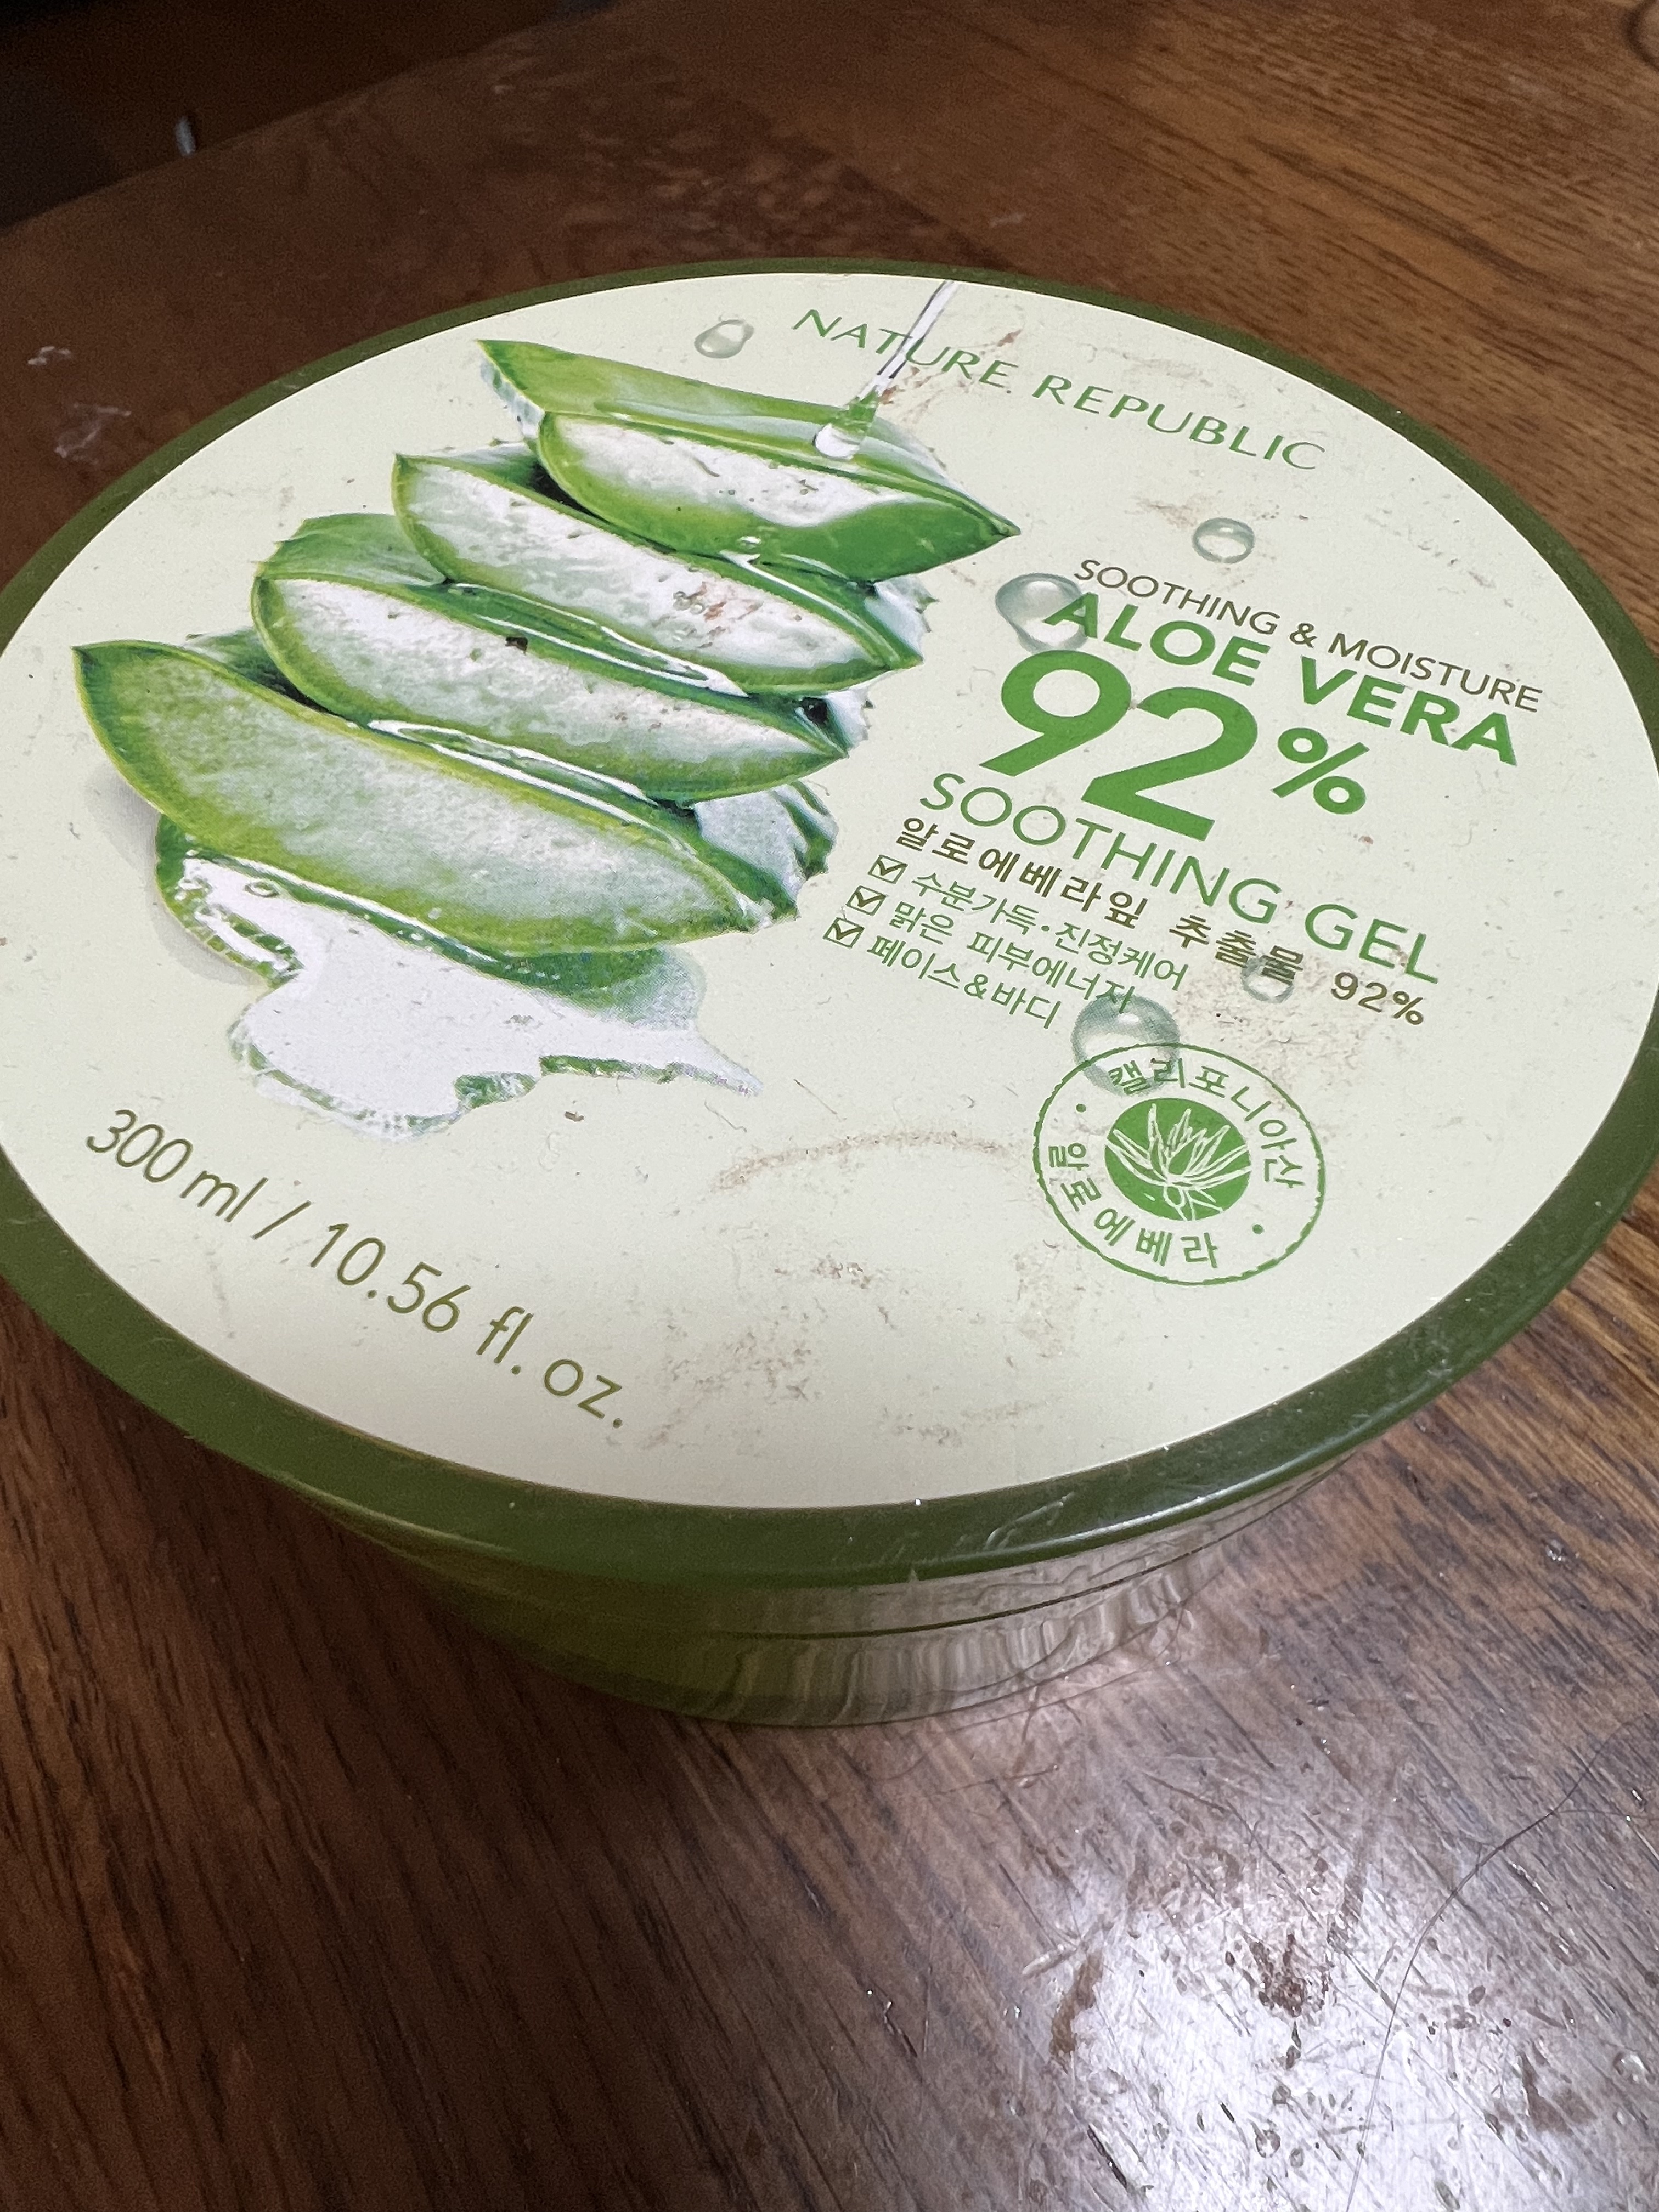 NATURE REPUBLIC
SOOTHING & MOISTURE
ALOE VERA
92%
SOOTHING GEL
알로에베라잎 추출물 92%
수분가득•진정케어
맑은 피부에너지
페이스&바디
캘리포니아산
알로에베라
300 ml / 10.56 fl. oz.